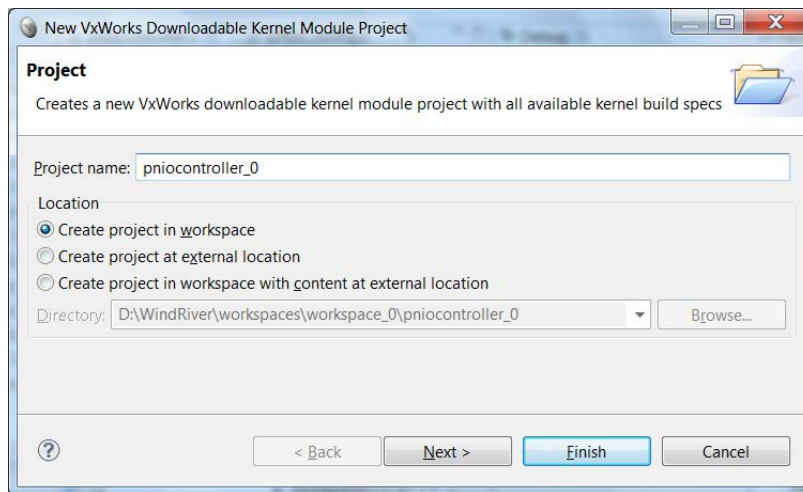 New VxWorks Downloadable Kernel Module Project
Project
Creates a new VxWorks downloadable kernel module project with all available kernel build specs
Project name: pniocontroller_0
Location
Create project in workspace
Create project at external location
Create project in workspace with content at external location
Directory: D:\WindRiver\workspaces\workspace_0\pniocontroller_0 Browse...
< Back Next > Finish Cancel